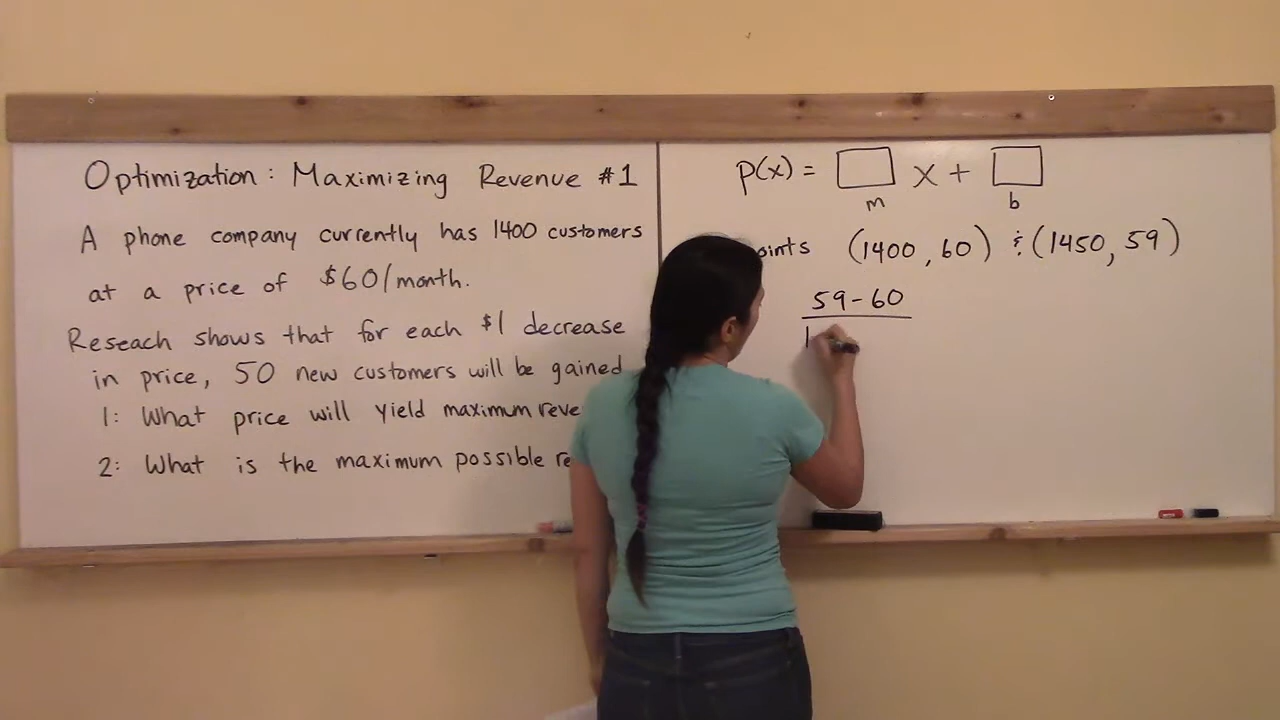 Optimization: Maximizing Revenue #1
A phone company currently has 1400 customers
at a price of $60/month.
Reseach shows that for each $1 decrease
in price, 50 new customers will be gained
1: What price will yield maximum reve
2: What is the maximum possible re
p(x) = □ x + □
m b
oints (1400, 60) & (1450, 59)
59-60
1